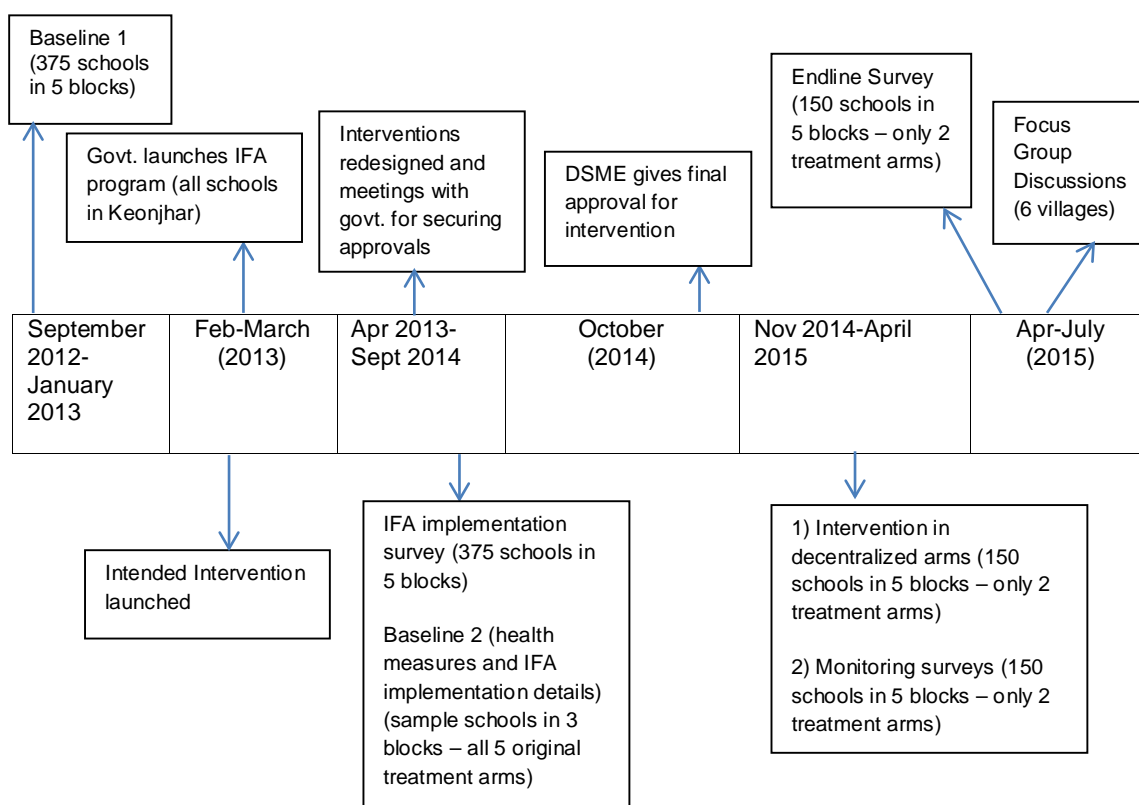 Baseline 1
(375 schools
in 5 blocks)
Govt. launches IFA
program (all schools
in Keonjhar)
Interventions
redesigned and
meetings with
govt. for securing
approvals
DSME gives final
approval for
intervention
Endline Survey
(150 schools in
5 blocks – only 2
treatment arms)
Focus
Group
Discussions
(6 villages)
September
2012-
January
2013
Feb-March
(2013)
Apr 2013-
Sept 2014
October
(2014)
Nov 2014-April
2015
Apr-July
(2015)
Intended Intervention
launched
IFA implementation
survey (375 schools in
5 blocks)
Baseline 2 (health
measures and IFA
implementation details)
(sample schools in 3
blocks – all 5 original
treatment arms)
1) Intervention in
decentralized arms (150
schools in 5 blocks – only 2
treatment arms)
2) Monitoring surveys (150
schools in 5 blocks – only 2
treatment arms)